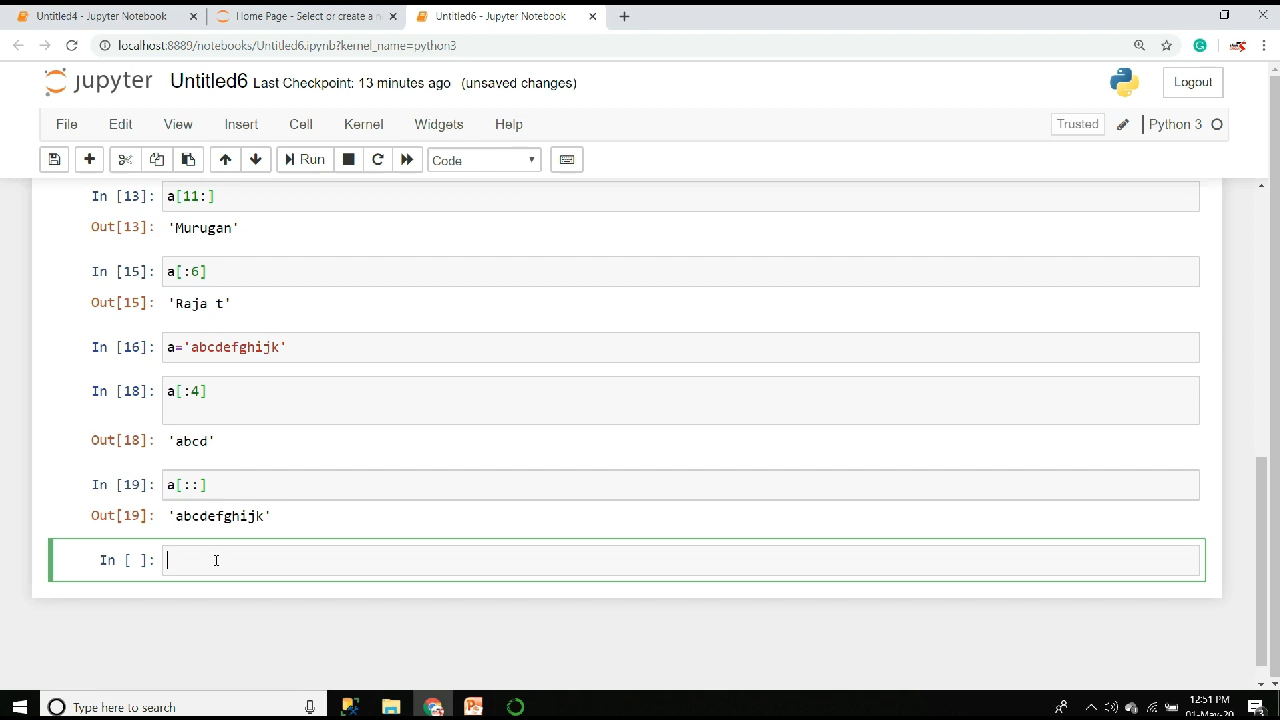 Untitled4 - Jupyter Notebook
Home Page - Select or create a n
Untitled6 - Jupyter Notebook
localhost:8889/notebooks/Untitled6.ipynb?kernel_name=python3
jupyter Untitled6 Last Checkpoint: 13 minutes ago (unsaved changes)
Logout
File Edit View Insert Cell Kernel Widgets Help
Trusted
Python 3
Run
Code
In [13]: a[11:]
Out[13]: 'Murugan'
In [15]: a[:6]
Out[15]: 'Raja t'
In [16]: a='abcdefghijk'
In [18]: a[:4]
Out[18]: 'abcd'
In [19]: a[::]
Out[19]: 'abcdefghijk'
In [ ]:
Type here to search
12:51 PM
01-May-20